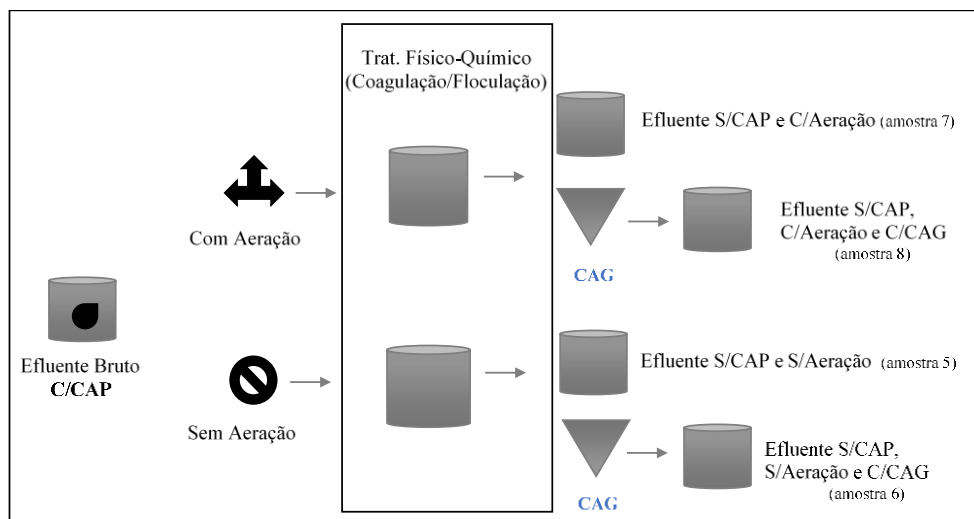 Trat. Físico-Químico
(Coagulação/Floculação)
Efluente S/CAP e C/Aeração (amostra 7)
Com Aeração
Efluente S/CAP,
C/Aeração e C/CAG
(amostra 8)
CAG
Efluente Bruto
C/CAP
Efluente S/CAP e S/Aeração (amostra 5)
Sem Aeração
Efluente S/CAP,
S/Aeração e C/CAG
(amostra 6)
CAG